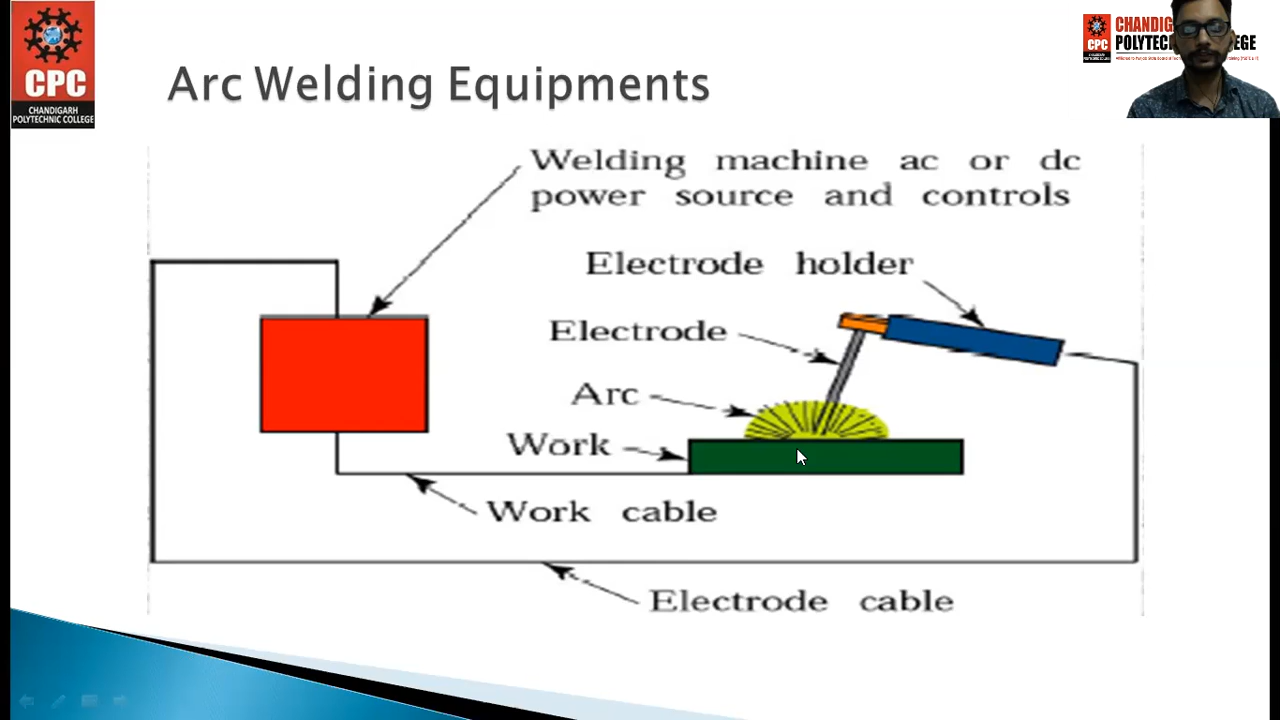 CPC
CHANDIGARH
POLYTECHNIC COLLEGE
CHANDIG
POLYTEC
EGE
Arc Welding Equipments
Welding machine ac or dc
power source and controls
Electrode holder
Electrode
Arc
Work
Work cable
Electrode cable